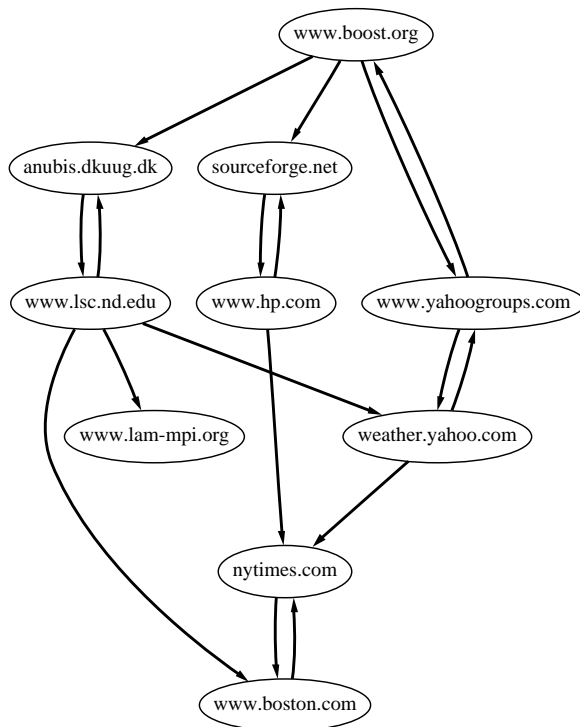 www.boost.org
anubis.dkuug.dk
sourceforge.net
www.lsc.nd.edu
www.hp.com
www.yahoogroups.com
www.lam-mpi.org
weather.yahoo.com
nytimes.com
www.boston.com